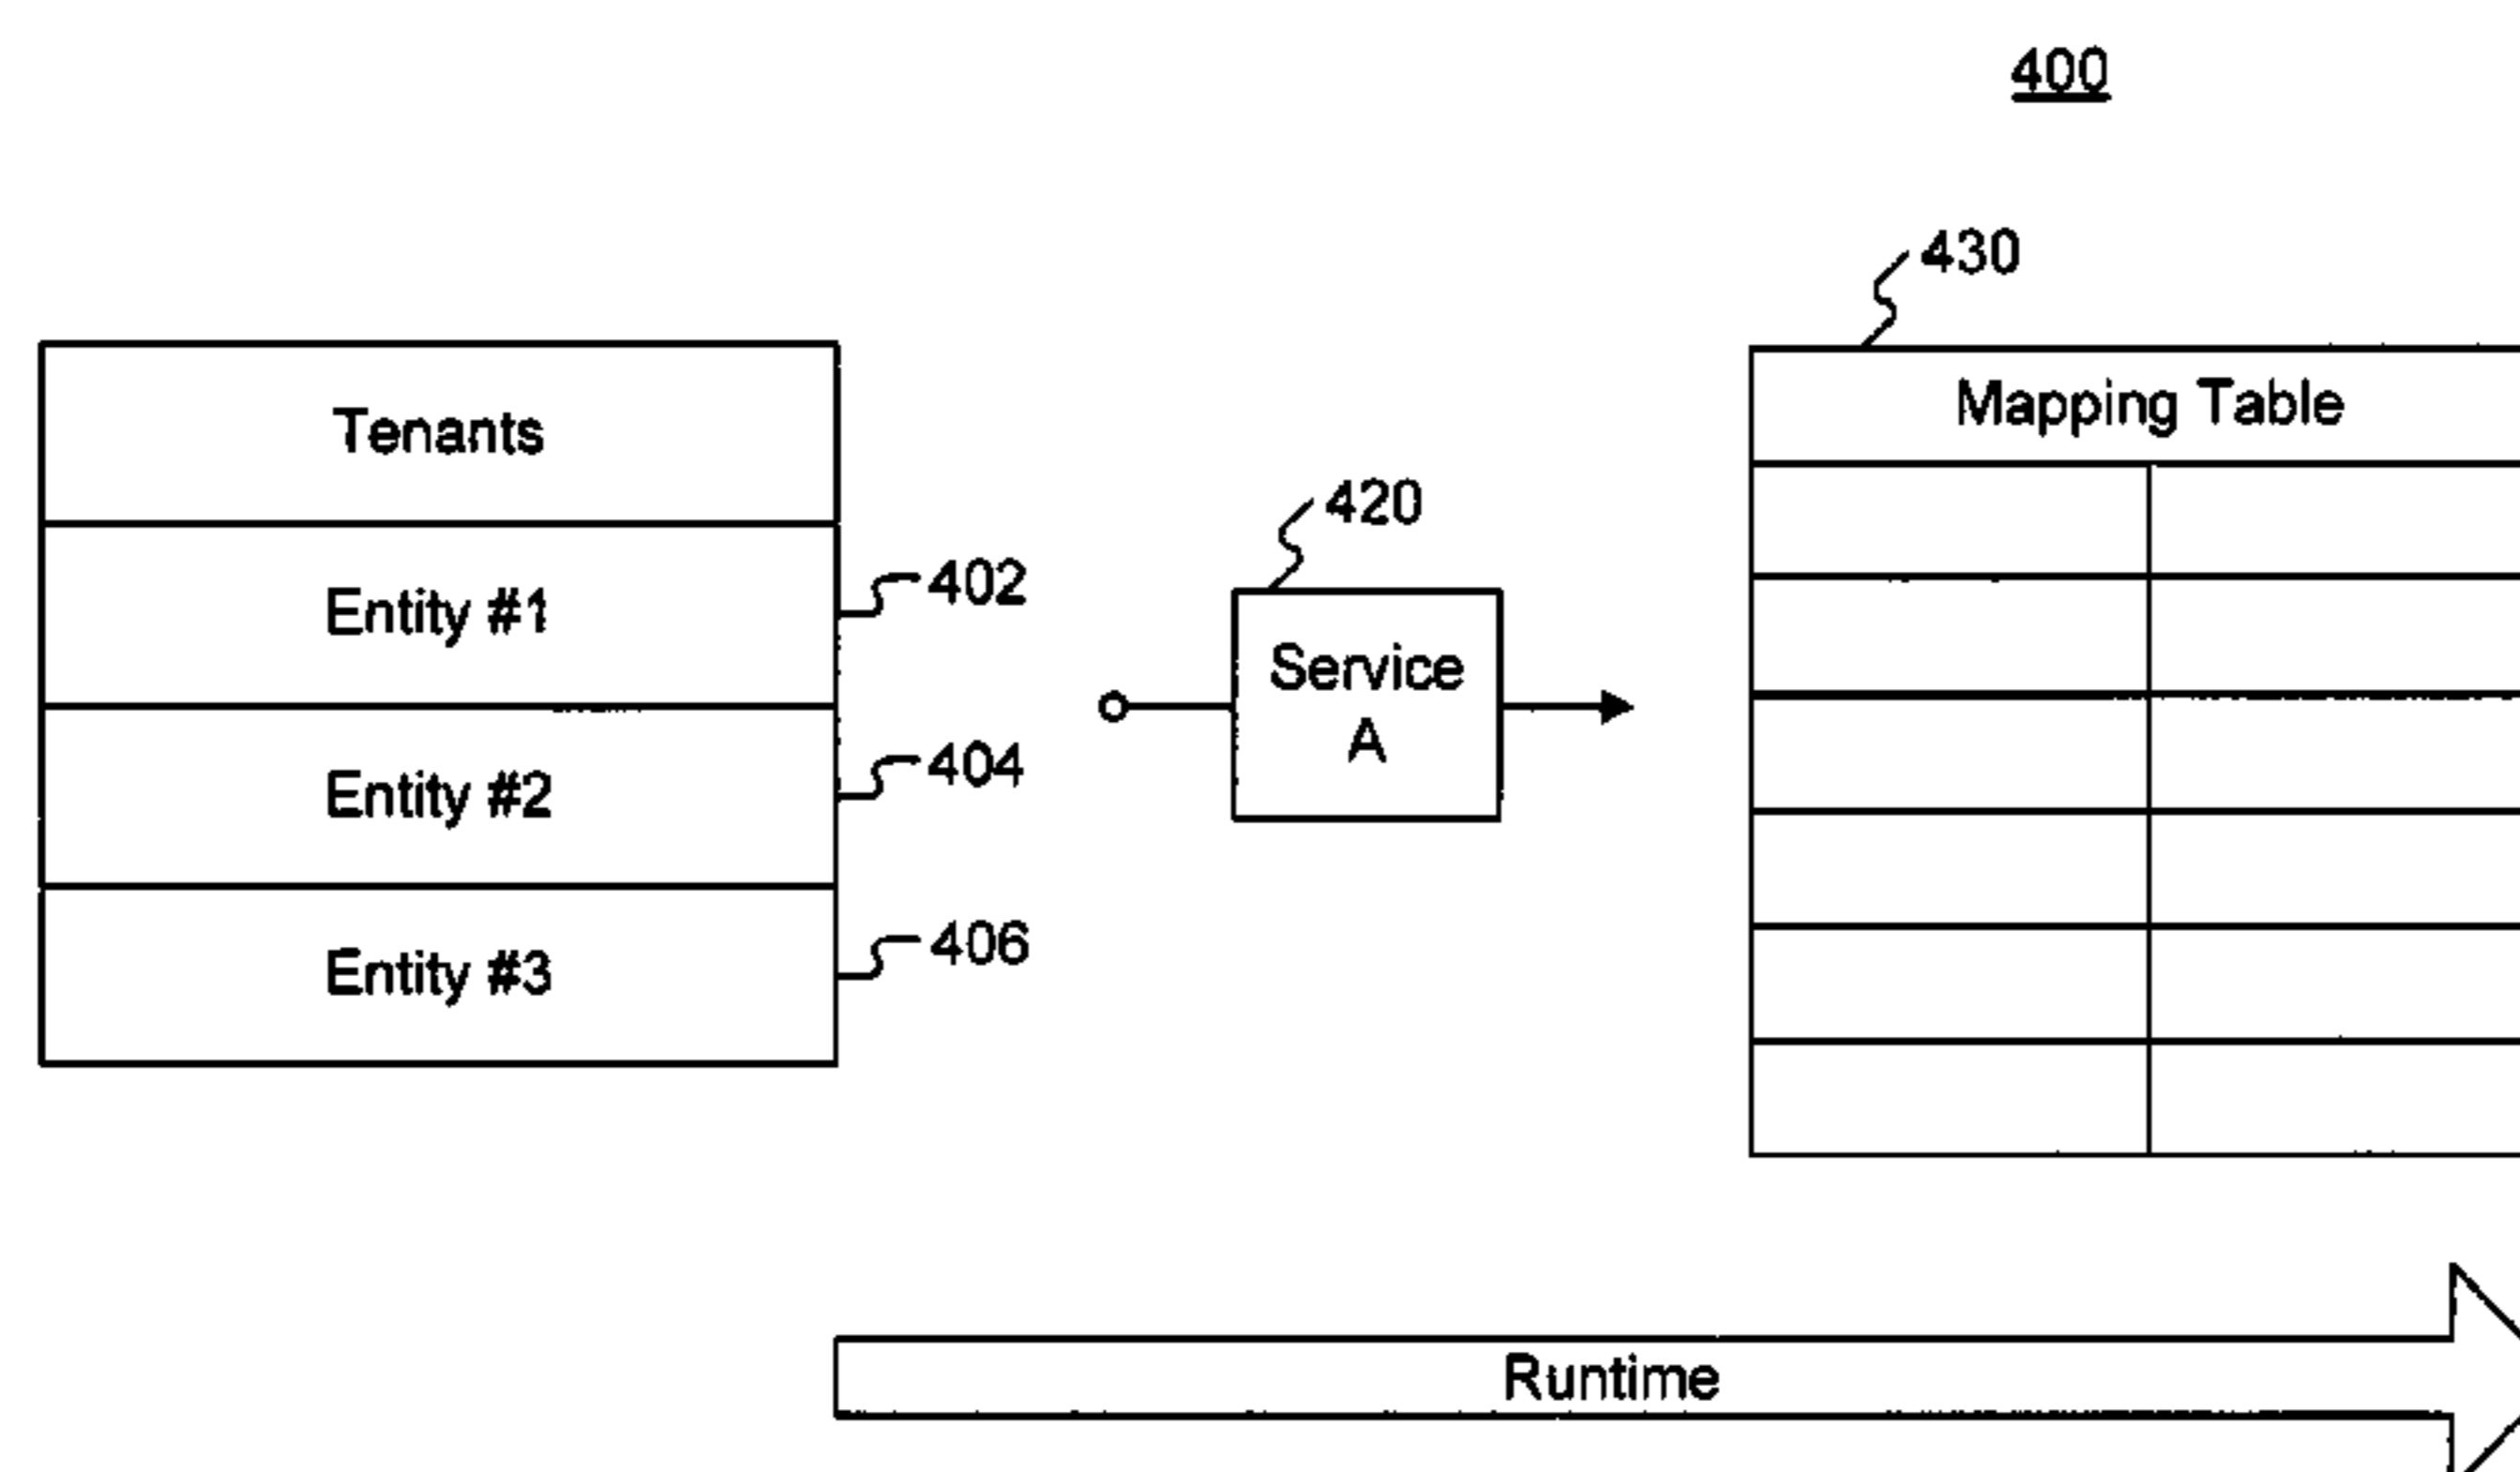 400
430
Mapping Table
Tenants
420
Entity #1
402
Service
A
Entity #2
404
Entity #3
406
Runtime